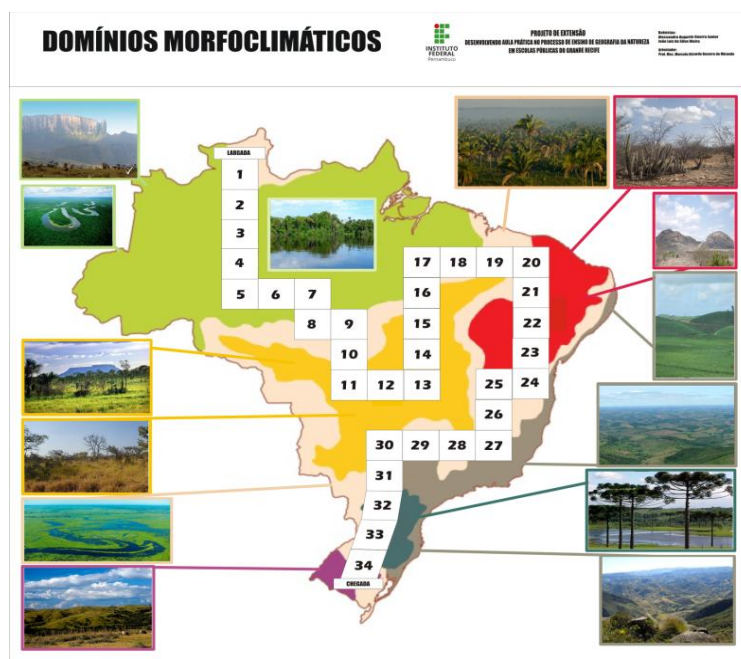 DOMÍNIOS MORFOCLIMÁTICOS
INSTITUTO
FEDERAL
Pernambuco
PROJETO DE EXTENSÃO
DESENVOLVENDO AULA PRÁTICA NO PROCESSO DE ENSINO DE GEOGRAFIA DA NATUREZA
EM ESCOLAS PÚBLICAS DO GRANDE RECIFE
LARGADA
1
2
3
4
5 6 7
8 9
10
11 12 13
14
15
16
17 18 19 20
21
22
23
24
25
26
27
28
29
30
31
32
33
34
CHEGADA